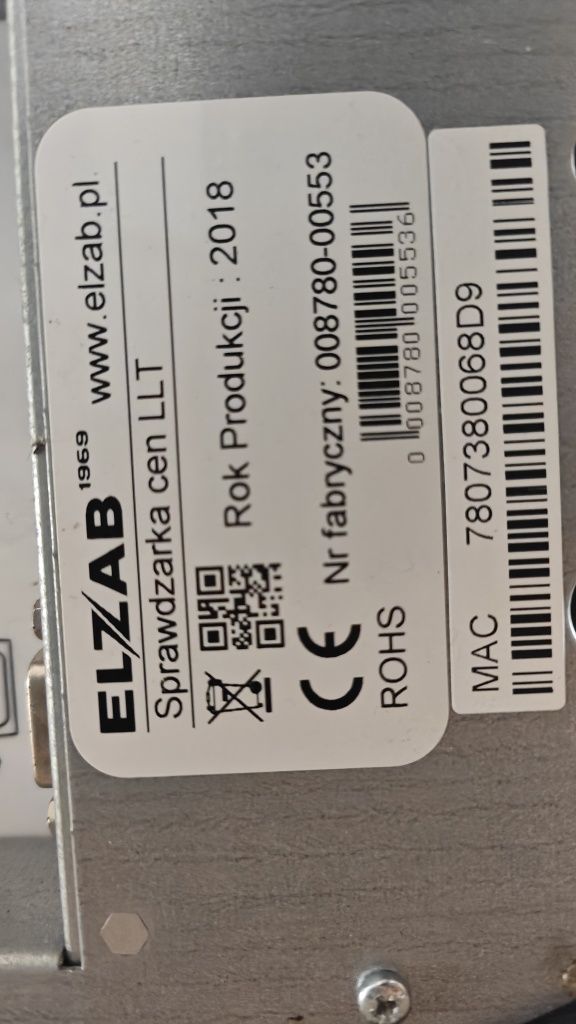 ELZAB 1969 www.elzab.pl
Sprawdzarka cen LLT
Rok Produkcji : 2018
Nr fabryczny: 008780-00553
0 008780 005536
ROHS
MAC 7807380068D9